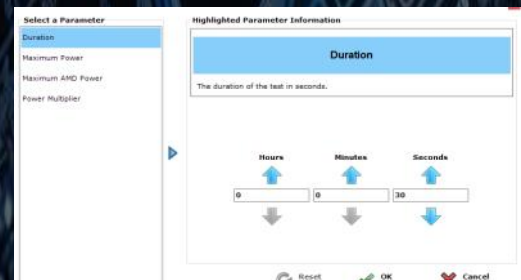 Select a Parameter
Duration
Maximum Power
Maximum AMD Power
Power Multiplier
Highlighted Parameter Information
Duration
The duration of the test in seconds.
Hours Minutes Seconds
0 0 30
Reset OK Cancel